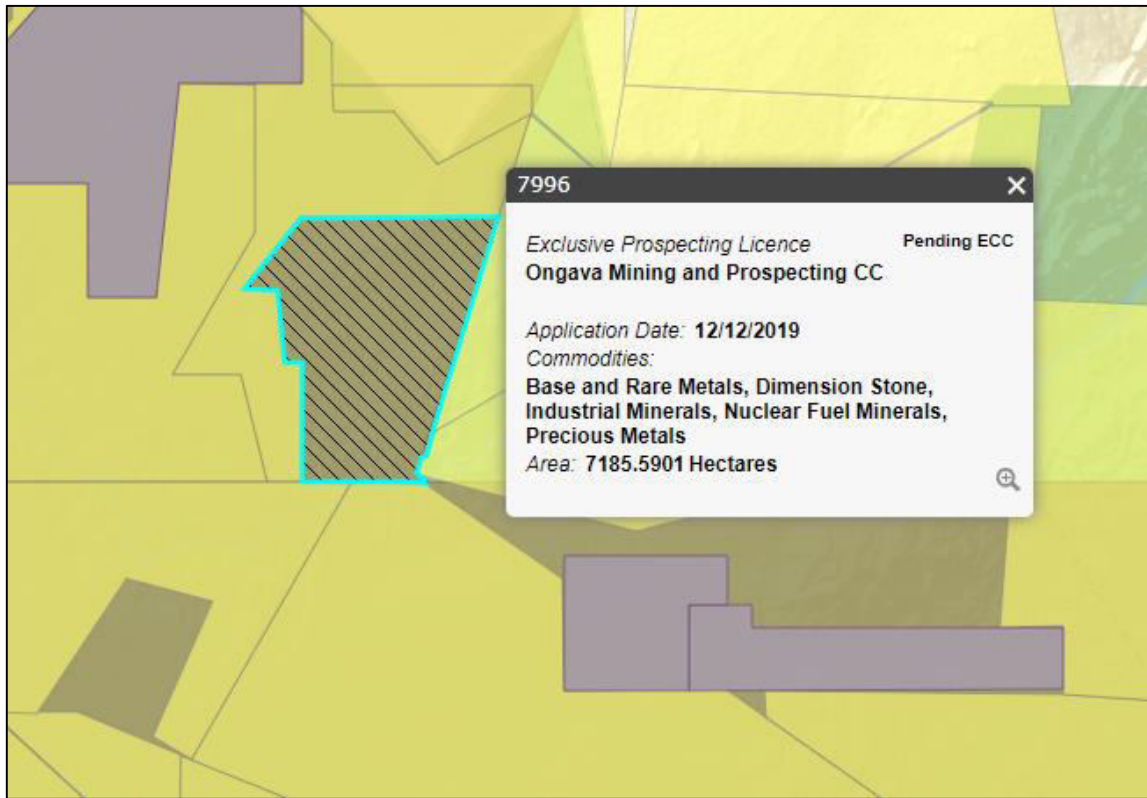 7996
Exclusive Prospecting Licence Pending ECC
Ongava Mining and Prospecting CC
Application Date: 12/12/2019
Commodities:
Base and Rare Metals, Dimension Stone,
Industrial Minerals, Nuclear Fuel Minerals,
Precious Metals
Area: 7185.5901 Hectares